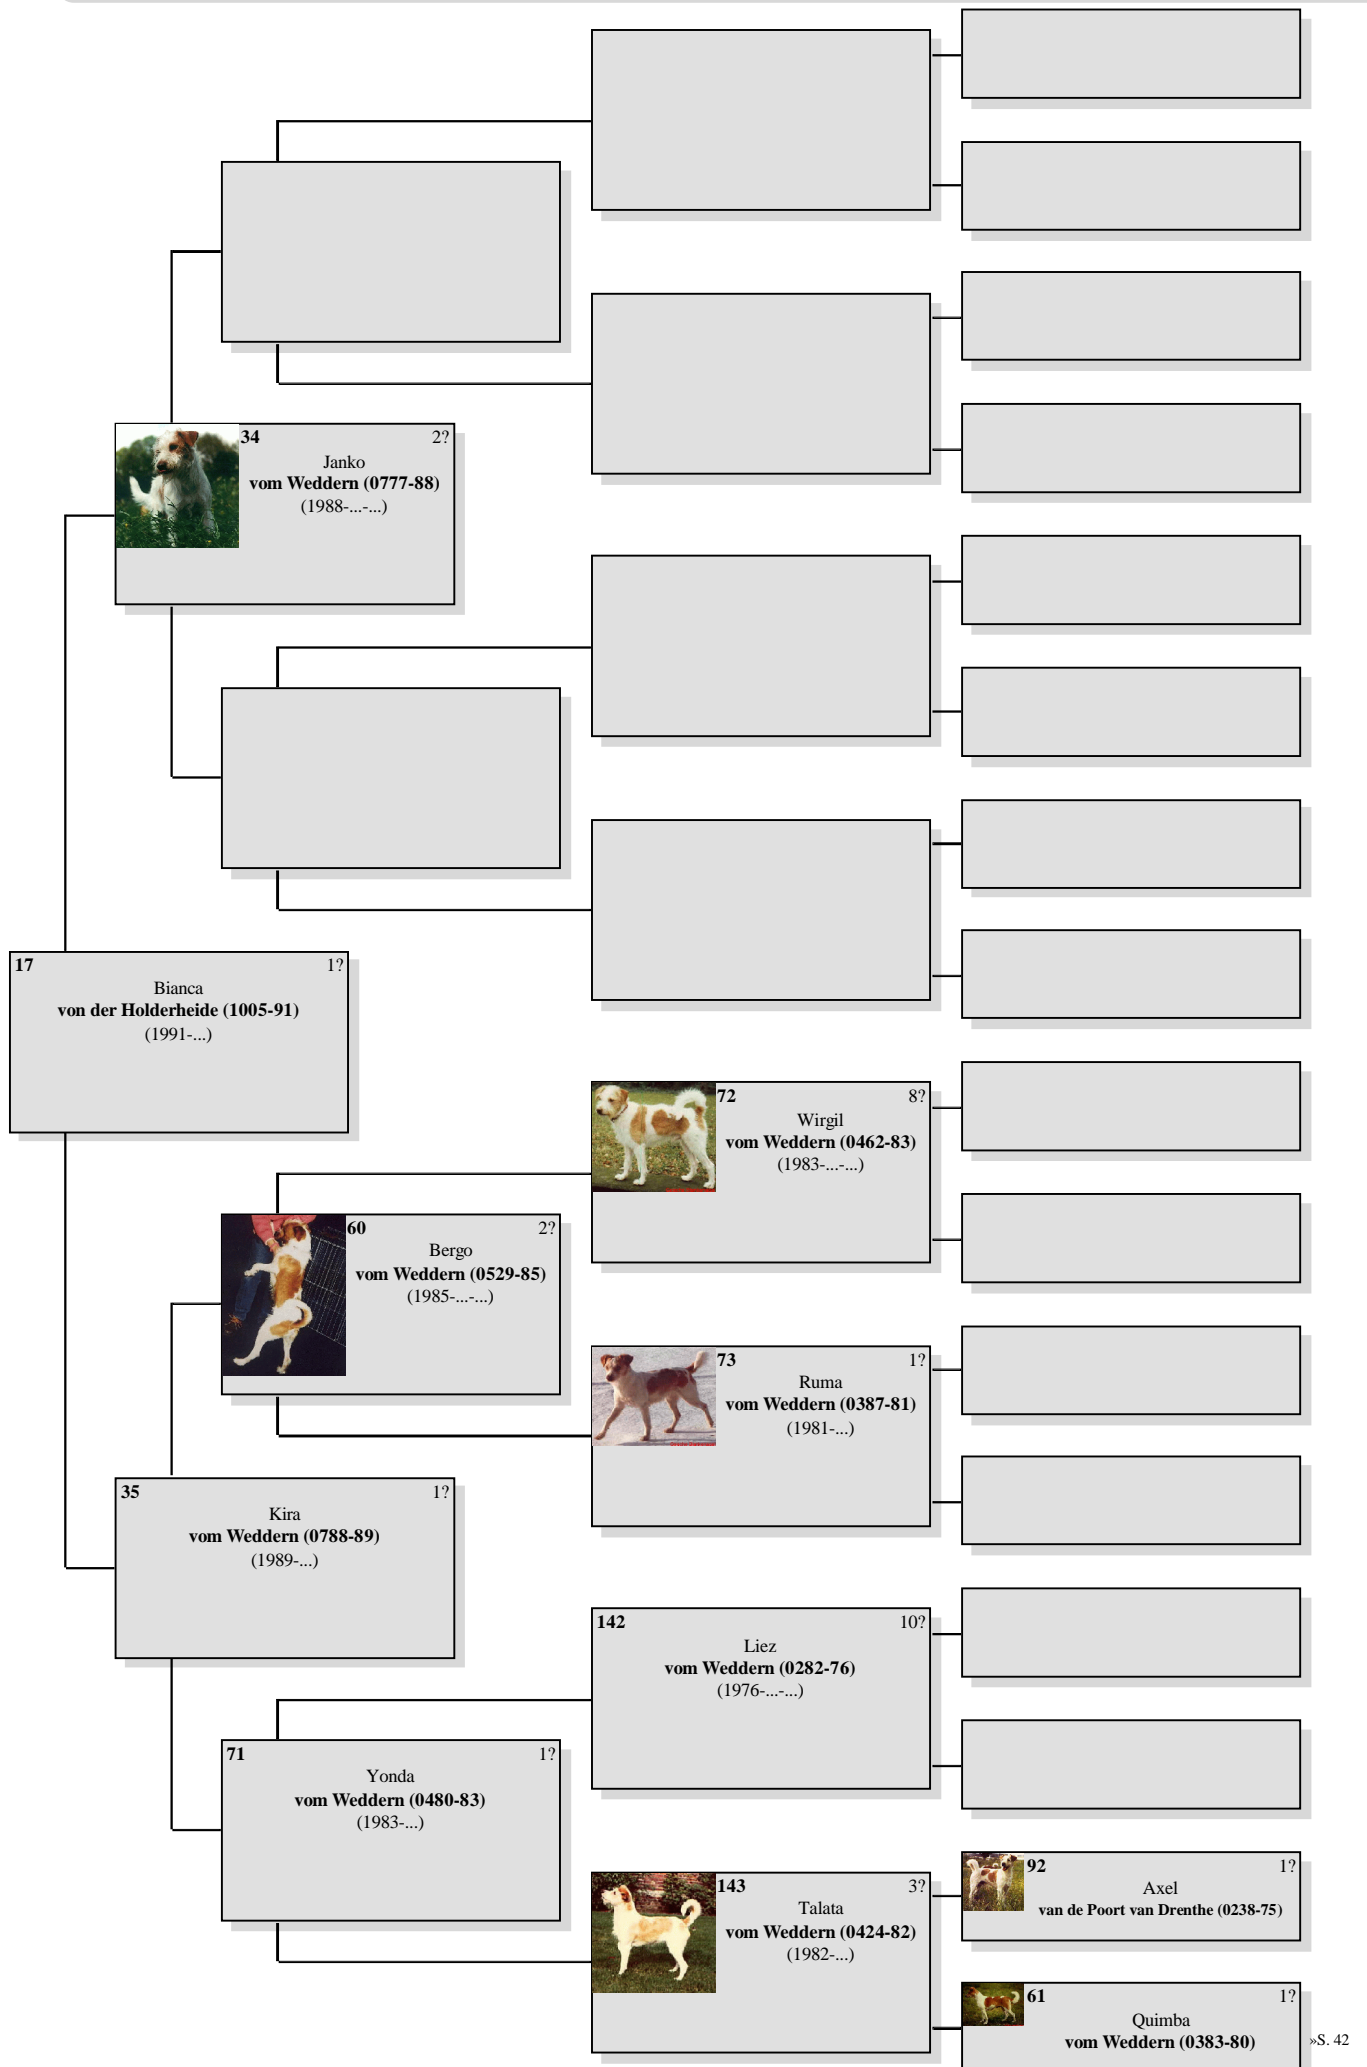 34 2?
Janko
vom Weddern (0777-88)
(1988-...-...)
17 1?
Bianca
von der Holderheide (1005-91)
(1991-...)
72 8?
Wirgil
vom Weddern (0462-83)
(1983-...-...)
60 2?
Bergo
vom Weddern (0529-85)
(1985-...-...)
73 1?
Ruma
vom Weddern (0387-81)
(1981-...)
35 1?
Kira
vom Weddern (0788-89)
(1989-...)
142 10?
Liez
vom Weddern (0282-76)
(1976-...-...)
71 1?
Yonda
vom Weddern (0480-83)
(1983-...)
92 1?
Axel
van de Poort van Drenthe (0238-75)
143 3?
Talata
vom Weddern (0424-82)
(1982-...)
61 1?
Quimba
vom Weddern (0383-80)
»S. 42